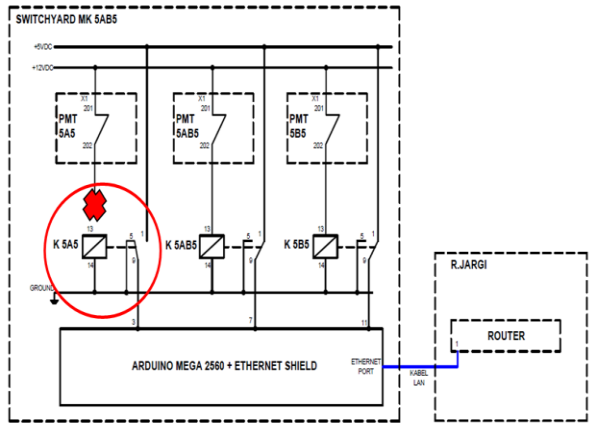 SWITCHYARD MK 5AB5
+5VDC
+12VDC
X1
201
PMT
5A5
202
X1
201
PMT
5AB5
202
X1
201
PMT
5B5
202
13
K 5A5
14
5
1
9
13
K 5AB5
14
5
1
9
13
K 5B5
14
5
1
9
GROUND
3
7
11
ARDUINO MEGA 2560 + ETHERNET SHIELD
ETHERNET
PORT
KABEL
LAN
R.JARGI
ROUTER
1